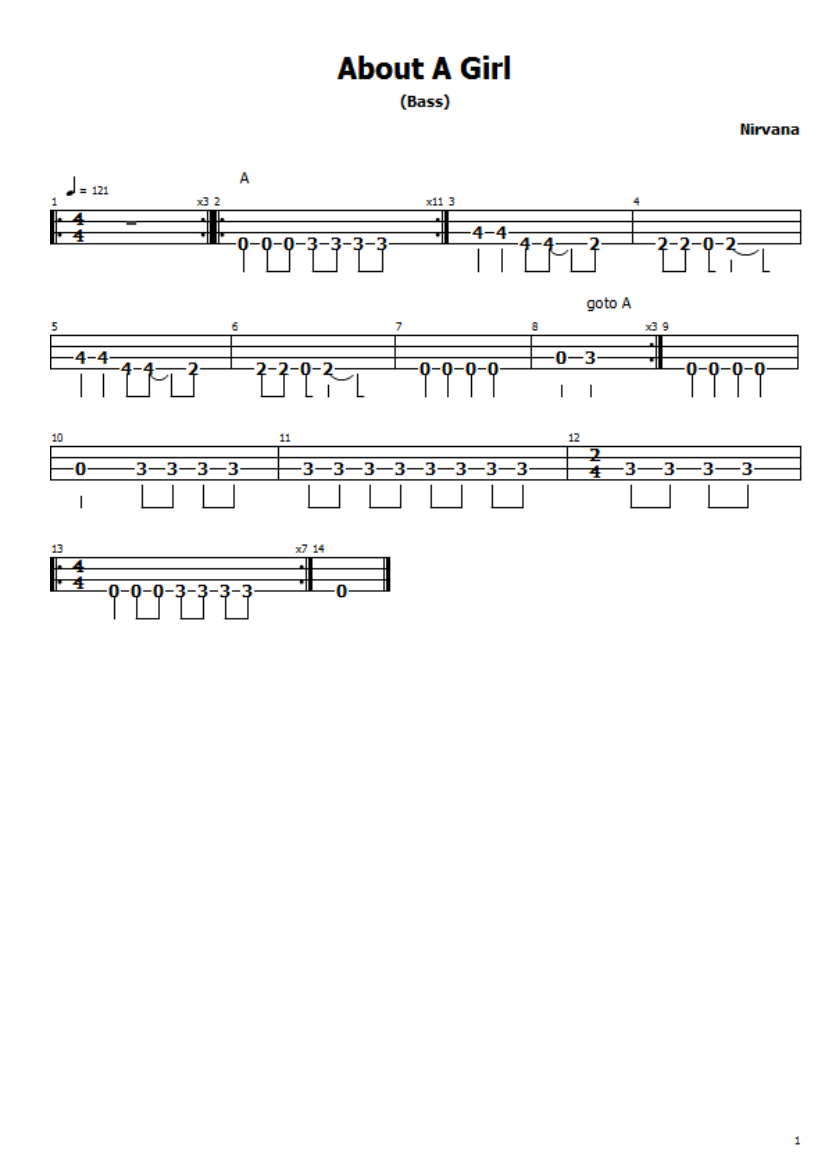 About A Girl
(Bass)
Nirvana
A
♩ = 121
1 x3 2 x11 3 4
4 4 0 0 0 3 3 3 3 4 4 4 4 2 2 2 0 2
goto A
5 6 7 8 x3 9
4 4 4 4 2 2 2 0 2 0 0 0 0 0 3 0 0 0 0
10 11 12
0 3 3 3 3 3 3 3 3 3 3 3 3 2 4 3 3 3 3
13 x7 14
4 4 0 0 0 3 3 3 3 0
1